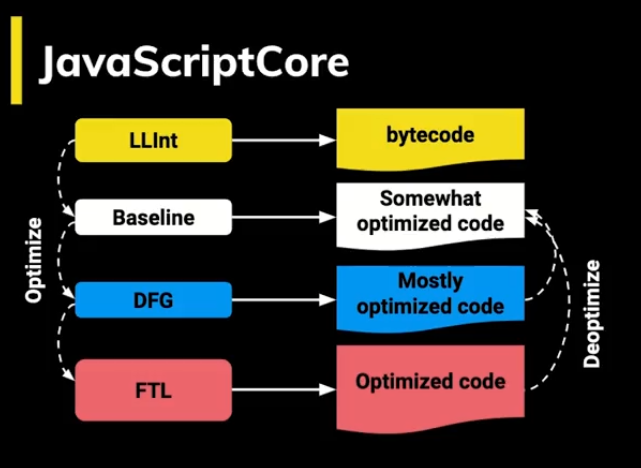 JavaScriptCore
LLInt
bytecode
Baseline
Somewhat
optimized code
Optimize
DFG
Mostly
optimized code
Deoptimize
FTL
Optimized code